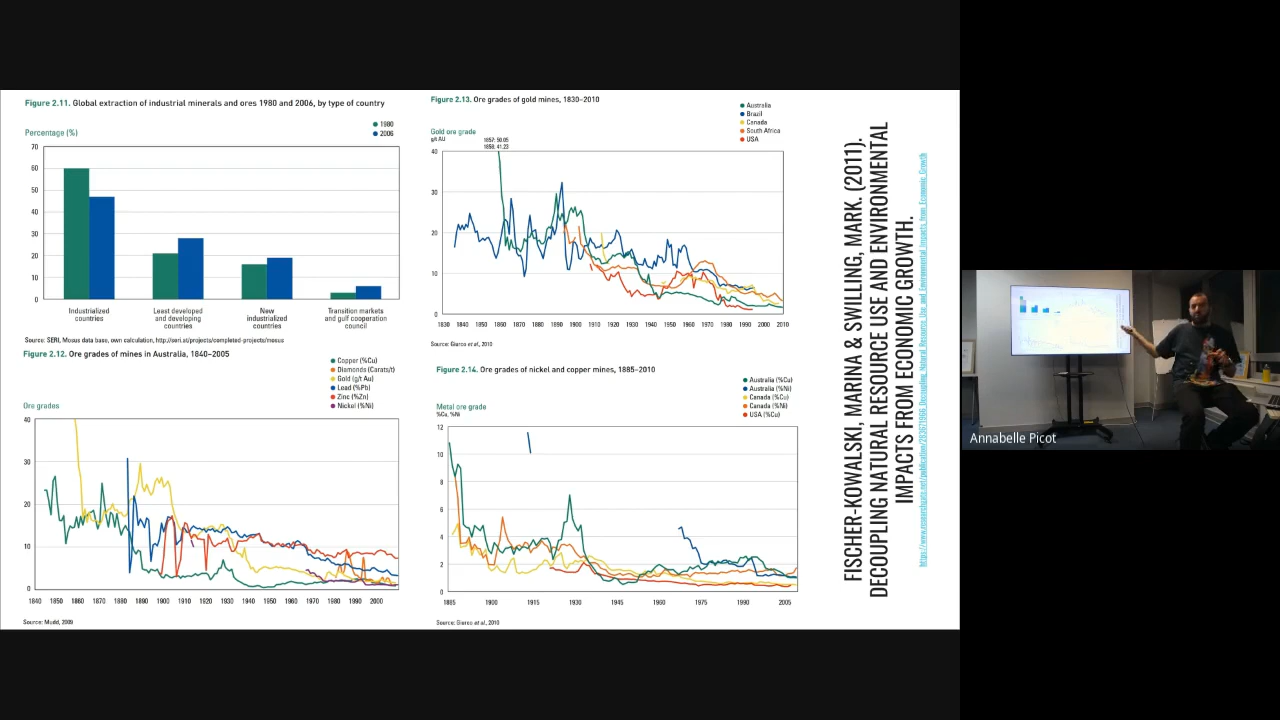 Figure 2.11. Global extraction of industrial minerals and ores 1980 and 2006, by type of country
1980
2006
Percentage (%)
70
60
50
40
30
20
10
0
Industrialized
countries
Least developed
and developing
countries
New
industrialized
countries
Transition markets
and gulf cooperation
council
Source: SERI, Mosus data base, own calculation, http://seri.at/projects/completed-projects/mosus
Figure 2.12. Ore grades of mines in Australia, 1840–2005
Copper (%Cu)
Diamonds (Carats/t)
Gold (g/t Au)
Lead (%Pb)
Zinc (%Zn)
Nickel (%Ni)
Ore grades
40
30
20
10
0
1840 1850 1860 1870 1880 1890 1900 1910 1920 1930 1940 1950 1960 1970 1980 1990 2000
Source: Mudd, 2009
Figure 2.13. Ore grades of gold mines, 1830–2010
Australia
Brazil
Canada
South Africa
USA
Gold ore grade
g/t AU
1857: 50.05
1858: 41.23
40
30
20
10
0
1830 1840 1850 1860 1870 1880 1890 1900 1910 1920 1930 1940 1950 1960 1970 1980 1990 2000 2010
Source: Giurco et al., 2010
Figure 2.14. Ore grades of nickel and copper mines, 1885–2010
Australia (%Cu)
Australia (%Ni)
Canada (%Cu)
Canada (%Ni)
USA (%Cu)
Metal ore grade
%Cu, %Ni
12
10
8
6
4
2
0
1885 1900 1915 1930 1945 1960 1975 1990 2005
Source: Giurco et al., 2010
FISCHER-KOWALSKI, MARINA & SWILLING, MARK. (2011).
DECOUPLING NATURAL RESOURCE USE AND ENVIRONMENTAL
IMPACTS FROM ECONOMIC GROWTH.
Annabelle Picot